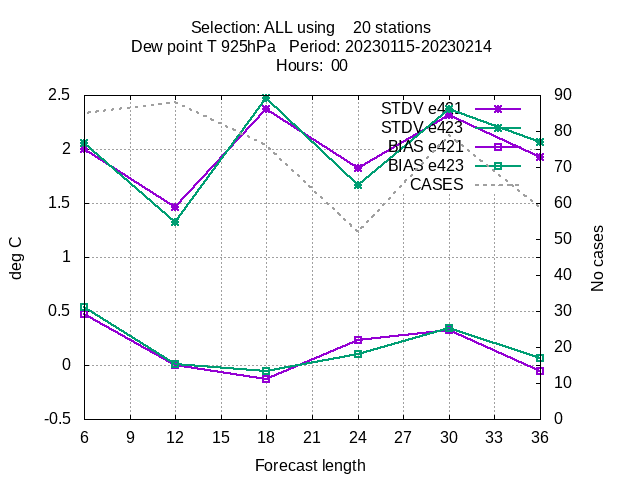 Selection: ALL using    20 stations
Dew point T 925hPa   Period: 20230115-20230214
Hours:  00
2.5
2
1.5
1
0.5
0
-0.5
deg C
STDV e421
STDV e423
BIAS e421
BIAS e423
CASES
90
80
70
60
50
40
30
20
10
0
No cases
6 9 12 15 18 21 24 27 30 33 36
Forecast length